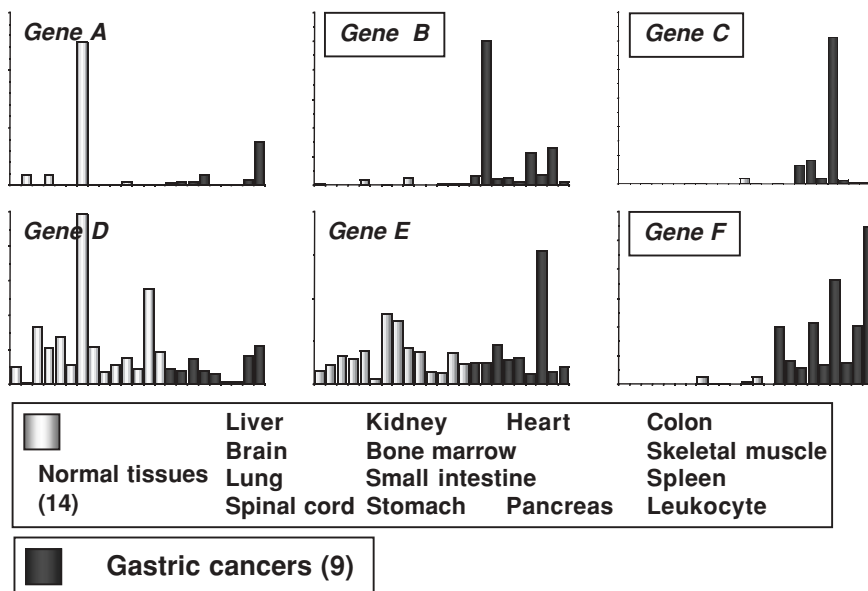 Gene A
Gene B
Gene C
Gene D
Gene E
Gene F
Normal tissues
(14)
Liver Kidney Heart Colon
Brain Bone marrow Skeletal muscle
Lung Small intestine Spleen
Spinal cord Stomach Pancreas Leukocyte
Gastric cancers (9)